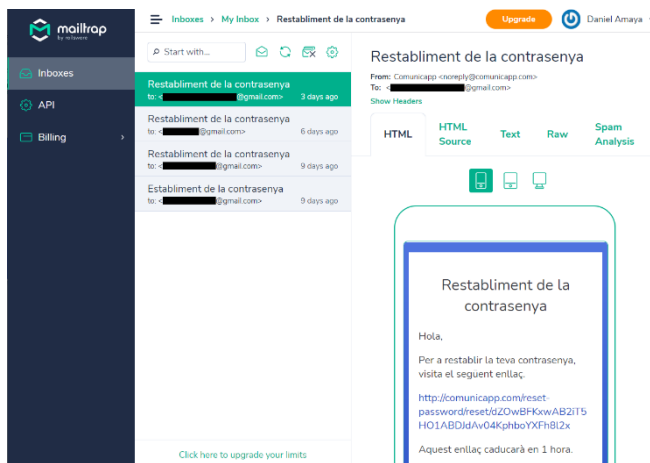 mailtrap
by railsware
Inboxes
API
Billing
Inboxes > My Inbox > Restabliment de la contrasenya
Upgrade
Daniel Amaya
Start with...
Restabliment de la contrasenya
to: < @gmail.com> 3 days ago
Restabliment de la contrasenya
to: < @gmail.com> 6 days ago
Restabliment de la contrasenya
to: < @gmail.com> 9 days ago
Establiment de la contrasenya
to: < @gmail.com> 9 days ago
Click here to upgrade your limits
Restabliment de la contrasenya
From: Comunicapp <noreply@comunicapp.com>
To: < @gmail.com>
Show Headers
HTML
HTML
Source
Text
Raw
Spam
Analysis
Restabliment de la
contrasenya
Hola,
Per a restablir la teva contrasenya,
visita el seguent enllaç.
http://comunicapp.com/reset-
password/reset/dZOwBFKxwAB2iT5
HO1ABDJdAv04KphboYXFh8l2x
Aquest enllaç caducarà en 1 hora.